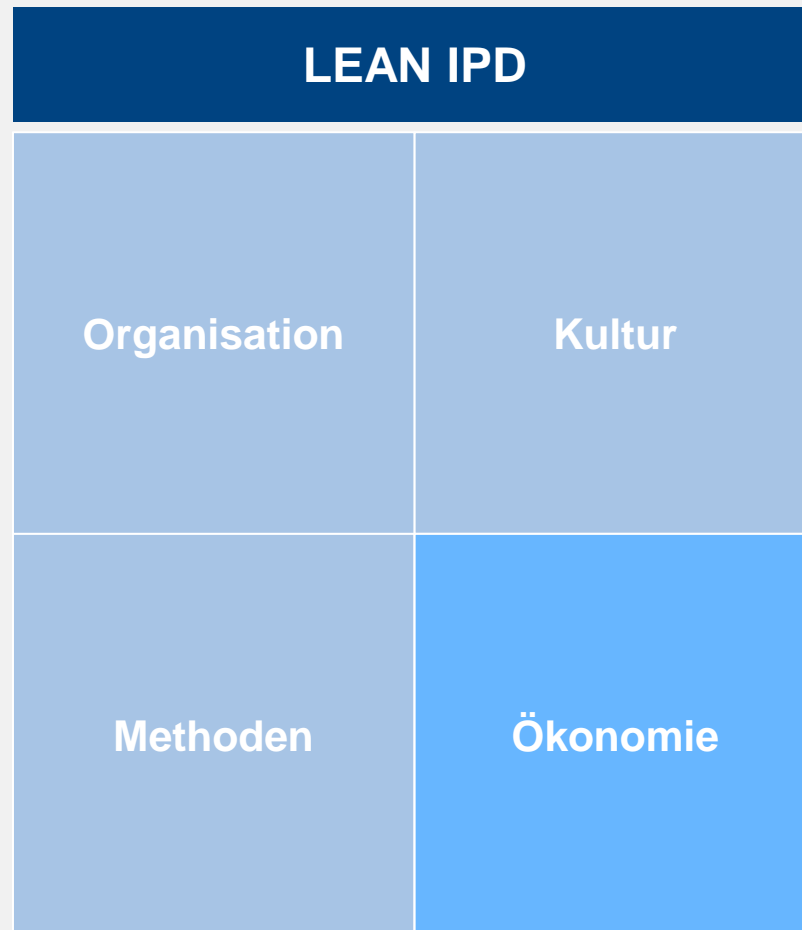 LEAN IPD
Organisation
Kultur
Methoden
Ökonomie